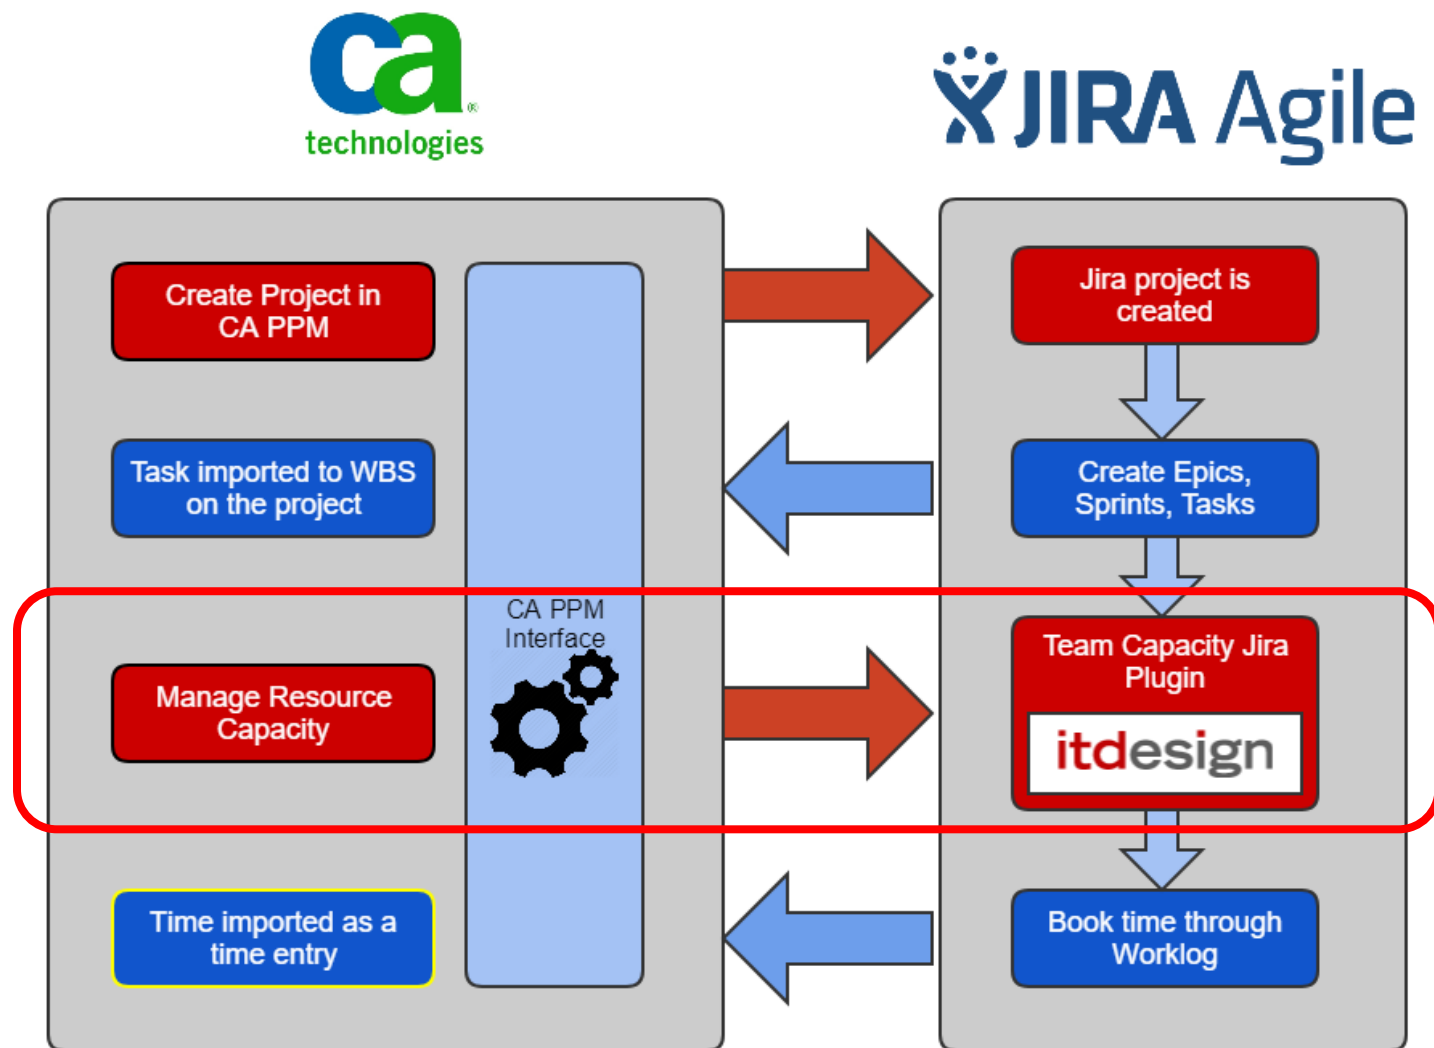 ca
®
technologies
JIRA Agile
Create Project in
CA PPM
Jira project is
created
Task imported to WBS
on the project
Create Epics,
Sprints, Tasks
CA PPM
Interface
Manage Resource
Capacity
Team Capacity Jira
Plugin
itdesign
Time imported as a
time entry
Book time through
Worklog